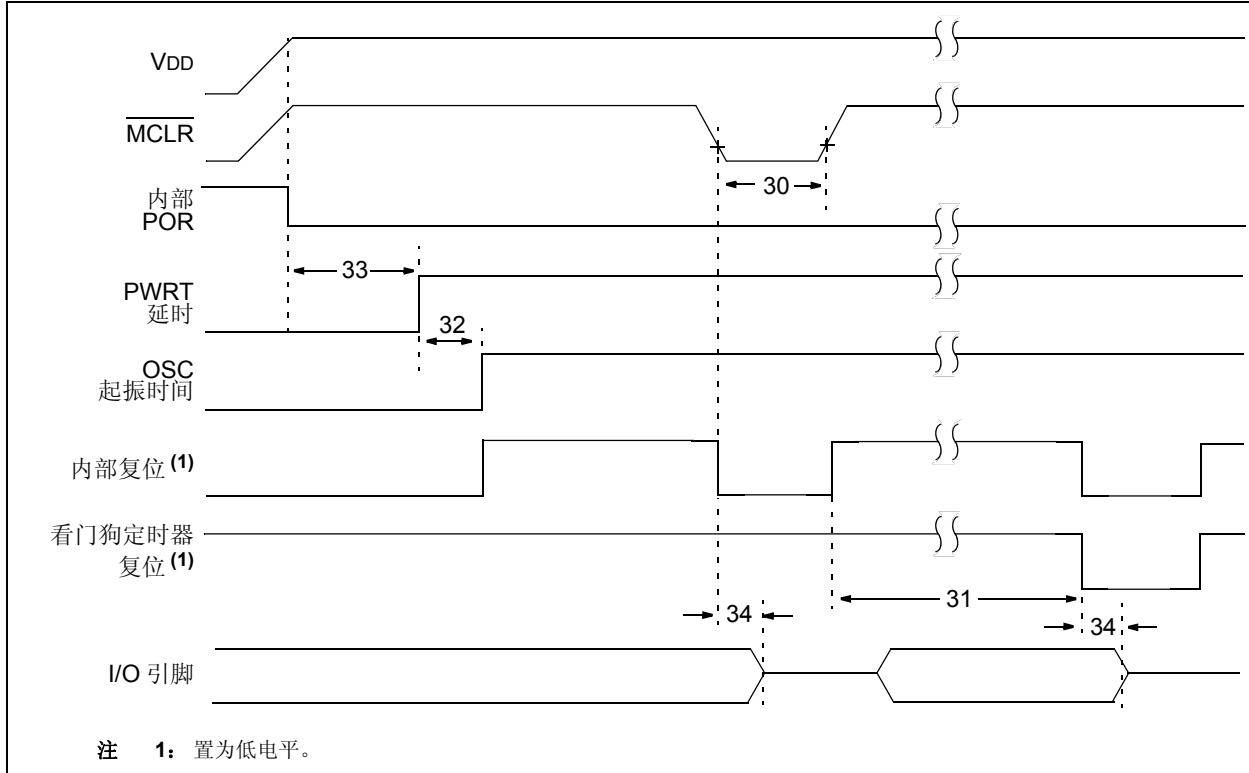 VDD
MCLR
30
内部
POR
33
PWRT
延时
32
OSC
起振时间
内部复位 (1)
看门狗定时器
复位 (1)
31
34
34
I/O 引脚
注 1: 置为低电平。